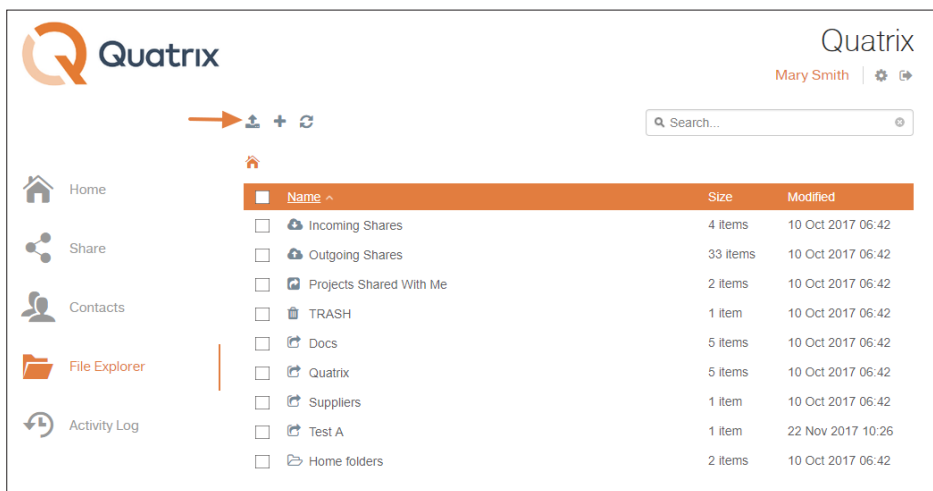 Quatrix
Quatrix
Mary Smith
Search...
Home
Share
Contacts
File Explorer
Activity Log
Name Size Modified
Incoming Shares 4 items 10 Oct 2017 06:42
Outgoing Shares 33 items 10 Oct 2017 06:42
Projects Shared With Me 2 items 10 Oct 2017 06:42
TRASH 1 item 10 Oct 2017 06:42
Docs 5 items 10 Oct 2017 06:42
Quatrix 5 items 10 Oct 2017 06:42
Suppliers 1 item 10 Oct 2017 06:42
Test A 1 item 22 Nov 2017 10:26
Home folders 2 items 10 Oct 2017 06:42